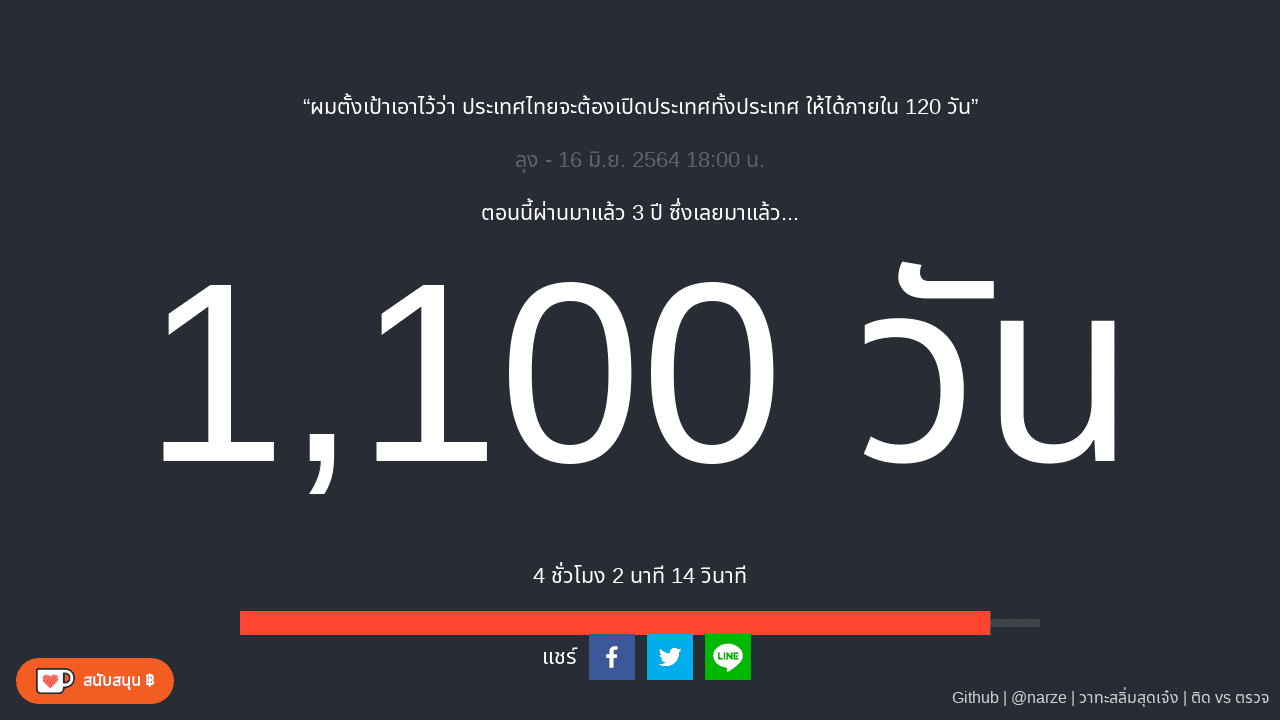 “ผมตั้งเป้าเอาไว้ว่า ประเทศไทยจะต้องเปิดประเทศทั้งประเทศ ให้ได้ภายใน 120 วัน”
ลุง - 16 มิ.ย. 2564 18:00 น.
ตอนนี้ผ่านมาแล้ว 3 ปี ซึ่งเลยมาแล้ว...
1,100 วัน
4 ชั่วโมง 2 นาที 14 วินาที
แชร์
LINE
สนับสนุน ฿
Github | @narze | วาทะสลิ่มสุดเจ๋ง | ติด vs ตรวจ